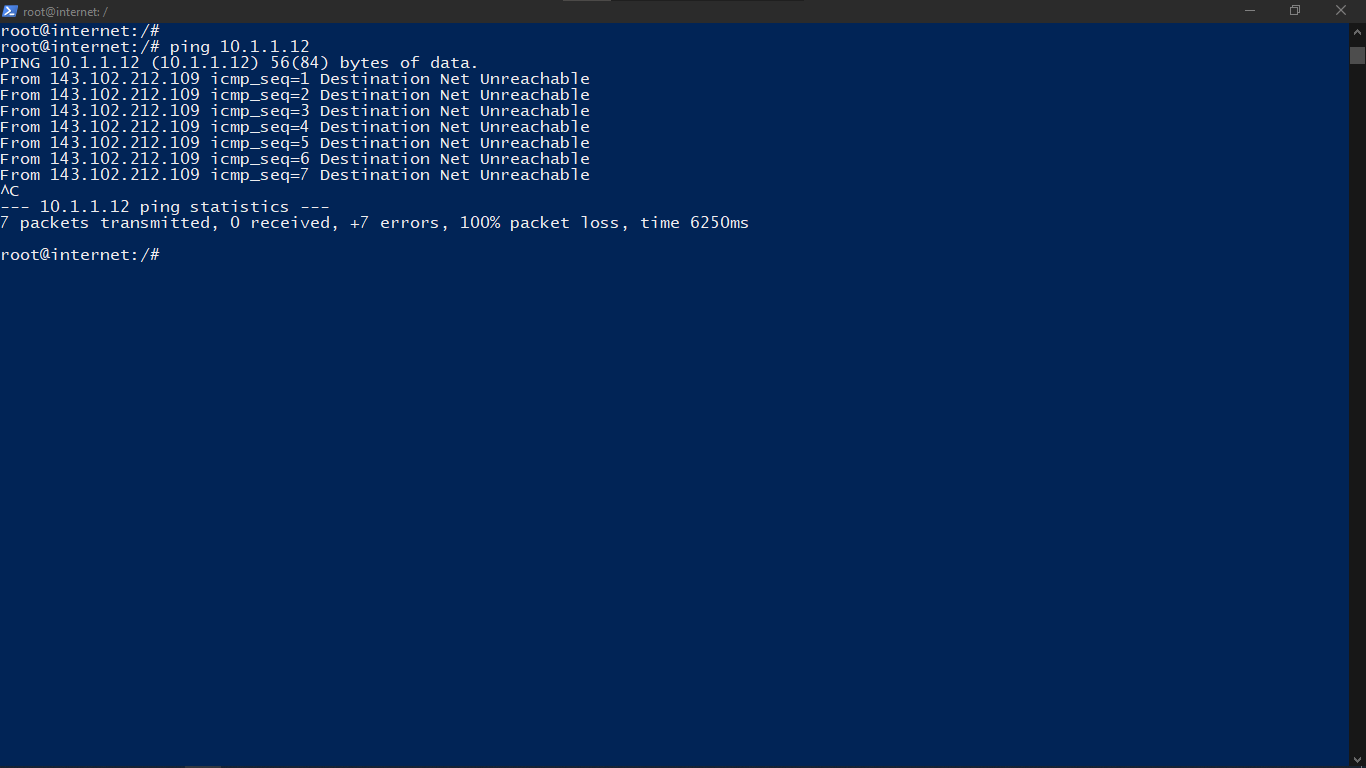 root@internet: /
root@internet:/#
root@internet:/# ping 10.1.1.12
PING 10.1.1.12 (10.1.1.12) 56(84) bytes of data.
From 143.102.212.109 icmp_seq=1 Destination Net Unreachable
From 143.102.212.109 icmp_seq=2 Destination Net Unreachable
From 143.102.212.109 icmp_seq=3 Destination Net Unreachable
From 143.102.212.109 icmp_seq=4 Destination Net Unreachable
From 143.102.212.109 icmp_seq=5 Destination Net Unreachable
From 143.102.212.109 icmp_seq=6 Destination Net Unreachable
From 143.102.212.109 icmp_seq=7 Destination Net Unreachable
^C
--- 10.1.1.12 ping statistics ---
7 packets transmitted, 0 received, +7 errors, 100% packet loss, time 6250ms
root@internet:/#